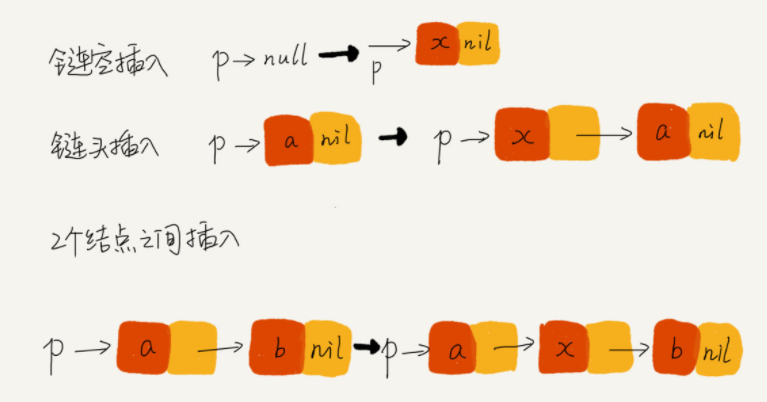 链空插入 p→null → p→ x nil
链头插入 p→ a nil → p→ x → a nil
2个结点之间插入
p→ a → b nil → p→ a → x → b nil